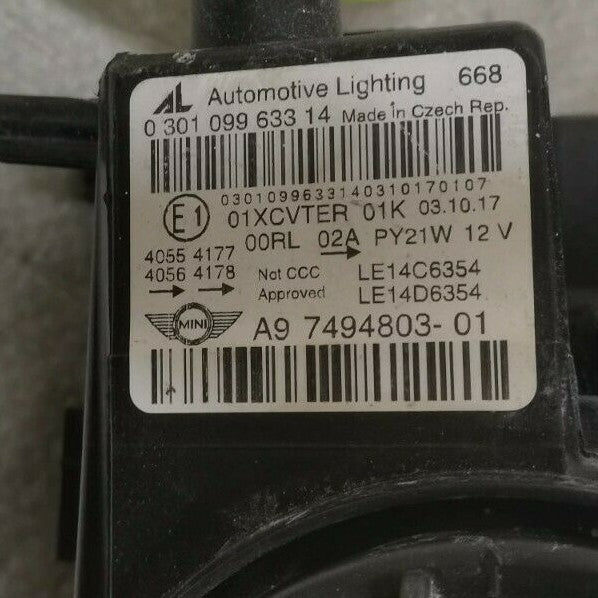 AL Automotive Lighting 668
0 301 099 633 14 Made in Czech Rep.
0301099633140310170107
E1 01XCVTER 01K 03.10.17
00RL 02A PY21W 12 V
4055 4177
4056 4178
Not CCC LE14C6354
Approved LE14D6354
MINI A9 7494803-01